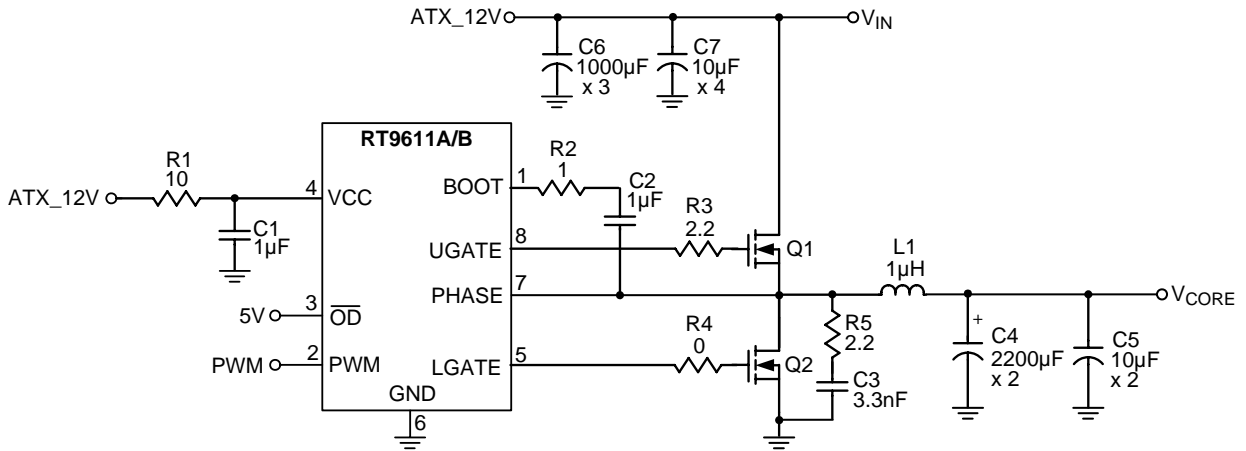 ATX_12V
V_IN
C6
1000µF
x 3
C7
10µF
x 4
RT9611A/B
R1
10
ATX_12V
4
VCC
C1
1µF
BOOT
1
R2
1
C2
1µF
UGATE
8
R3
2.2
Q1
PHASE
7
L1
1µH
V_CORE
5V
3
OD
PWM
2
PWM
LGATE
5
R4
0
Q2
R5
2.2
C3
3.3nF
+
C4
2200µF
x 2
C5
10µF
x 2
GND
6